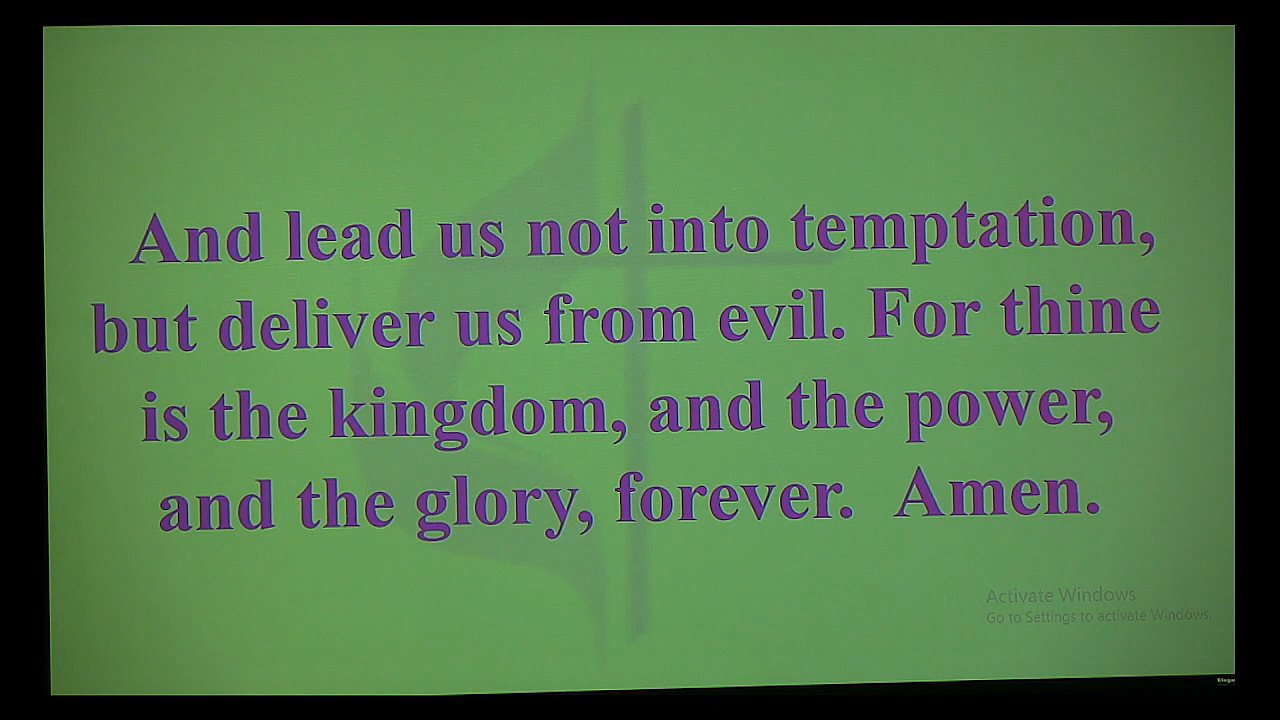 And lead us not into temptation,
but deliver us from evil. For thine
is the kingdom, and the power,
and the glory, forever.  Amen.
Activate Windows
Go to Settings to activate Windows.